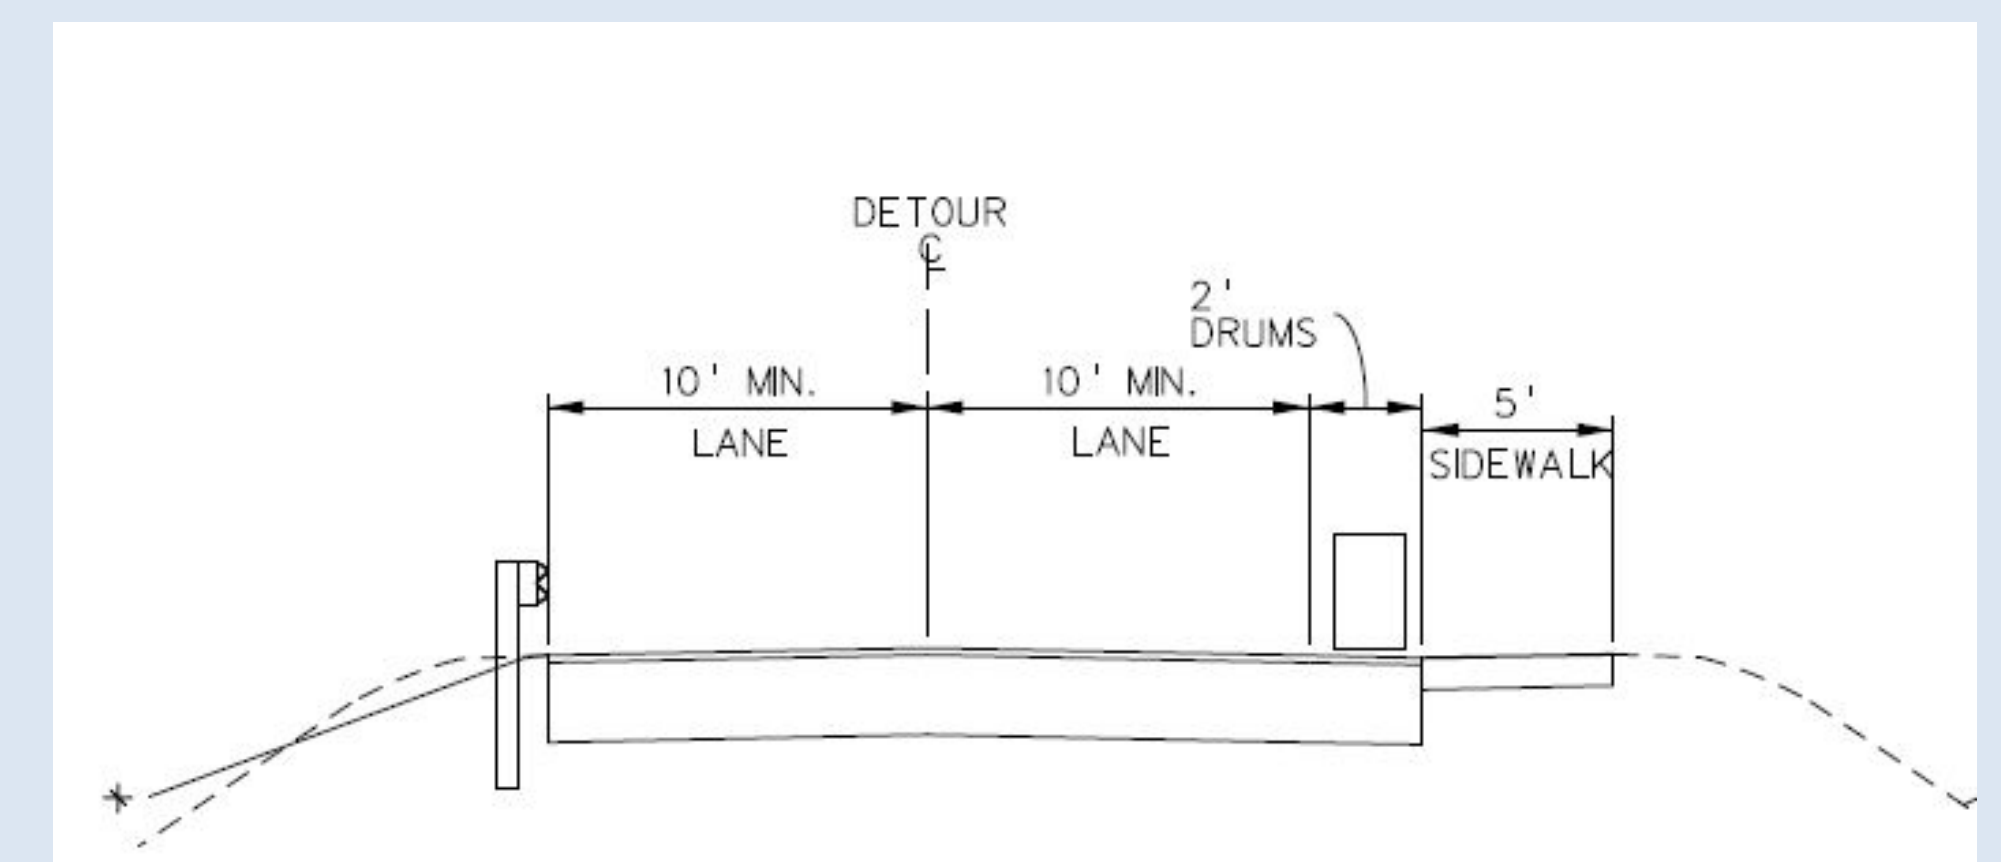 DETOUR
℄
2'
DRUMS
10' MIN.
10' MIN.
5'
LANE
LANE
SIDEWALK